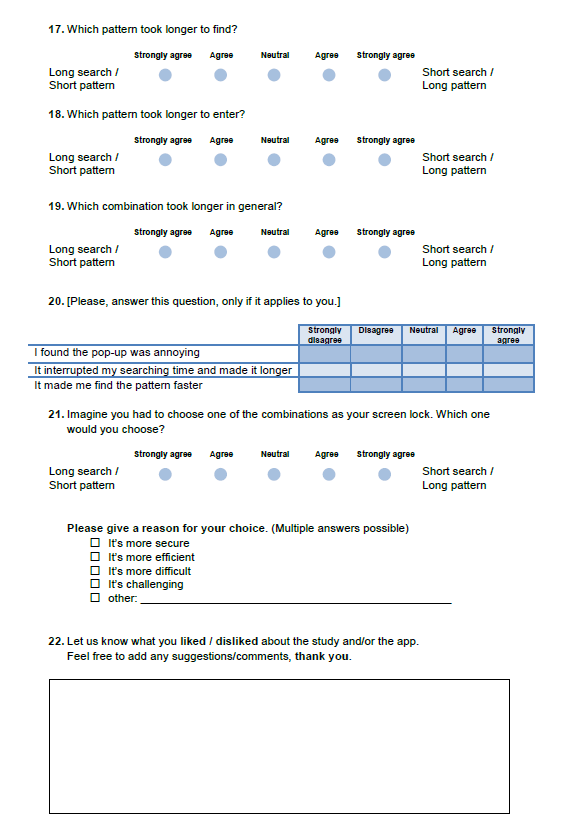 17. Which pattern took longer to find?
Strongly agree Agree Neutral Agree Strongly agree
Long search / Short search /
Short pattern Long pattern
18. Which pattern took longer to enter?
Strongly agree Agree Neutral Agree Strongly agree
Long search / Short search /
Short pattern Long pattern
19. Which combination took longer in general?
Strongly agree Agree Neutral Agree Strongly agree
Long search / Short search /
Short pattern Long pattern
20. [Please, answer this question, only if it applies to you.]
Strongly Disagree Neutral Agree Strongly
disagree agree
I found the pop-up was annoying
It interrupted my searching time and made it longer
It made me find the pattern faster
21. Imagine you had to choose one of the combinations as your screen lock. Which one
would you choose?
Strongly agree Agree Neutral Agree Strongly agree
Long search / Short search /
Short pattern Long pattern
Please give a reason for your choice. (Multiple answers possible)
It's more secure
It's more efficient
It's more difficult
It's challenging
other:
22. Let us know what you liked / disliked about the study and/or the app.
Feel free to add any suggestions/comments, thank you.